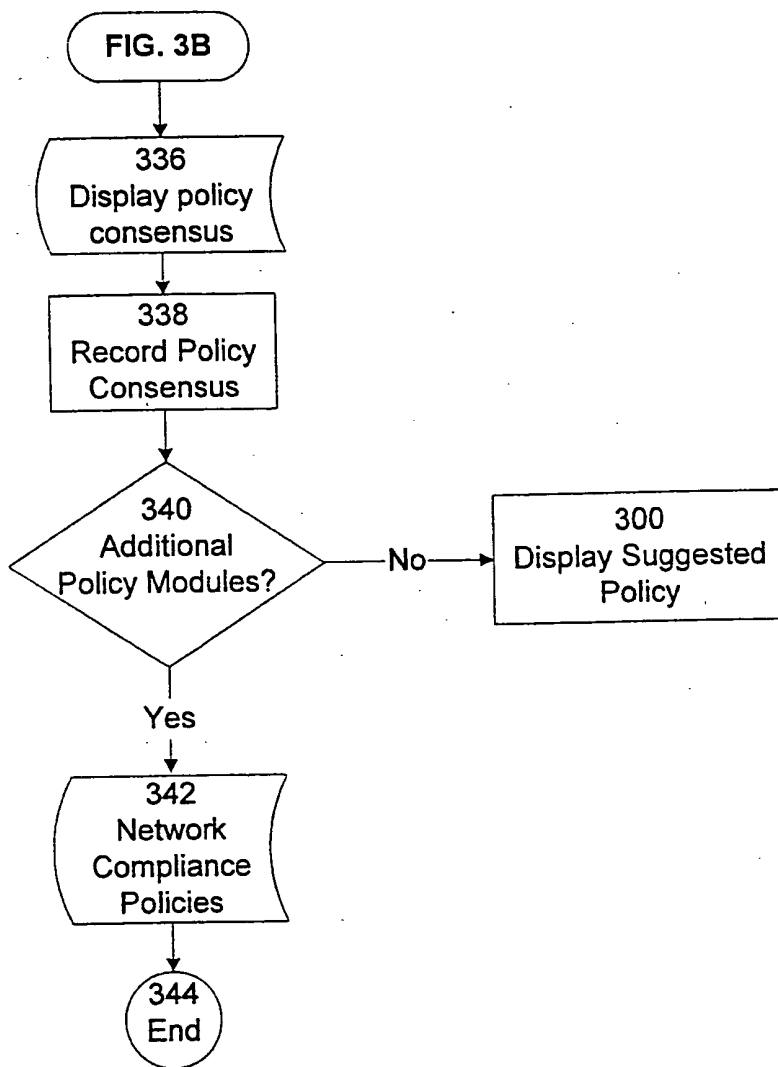 FIG. 3B
336
Display policy
consensus
338
Record Policy
Consensus
340
Additional
Policy Modules?
No
300
Display Suggested
Policy
Yes
342
Network
Compliance
Policies
344
End